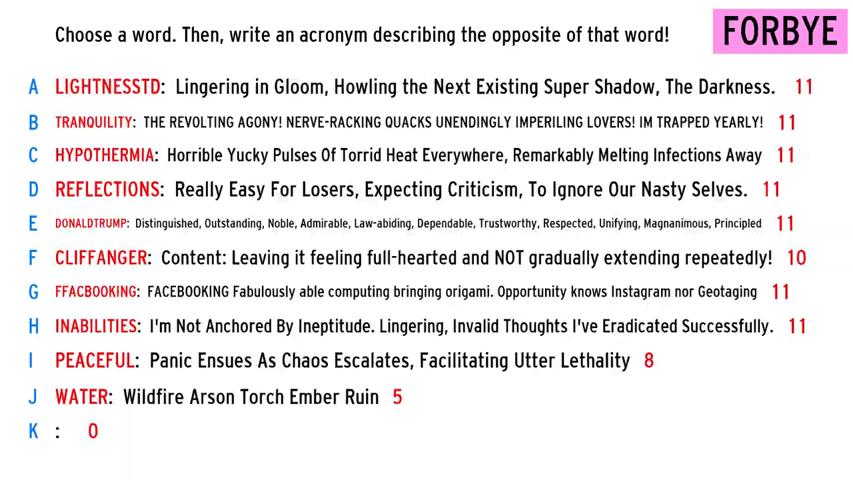 Choose a word. Then, write an acronym describing the opposite of that word!
FORBYE
A LIGHTNESSTD: Lingering in Gloom, Howling the Next Existing Super Shadow, The Darkness. 11
B TRANQUILITY: THE REVOLTING AGONY! NERVE-RACKING QUACKS UNENDINGLY IMPERILING LOVERS! IM TRAPPED YEARLY! 11
C HYPOTHERMIA: Horrible Yucky Pulses Of Torrid Heat Everywhere, Remarkably Melting Infections Away 11
D REFLECTIONS: Really Easy For Losers, Expecting Criticism, To Ignore Our Nasty Selves. 11
E DONALDTRUMP: Distinguished, Outstanding, Noble, Admirable, Law-abiding, Dependable, Trustworthy, Respected, Unifying, Magnanimous, Principled 11
F CLIFFANGER: Content: Leaving it feeling full-hearted and NOT gradually extending repeatedly! 10
G FFACBOOKING: FACEBOOKING Fabulously able computing bringing origami. Opportunity knows Instagram nor Geotaging 11
H INABILITIES: I'm Not Anchored By Ineptitude. Lingering, Invalid Thoughts I've Eradicated Successfully. 11
I PEACEFUL: Panic Ensues As Chaos Escalates, Facilitating Utter Lethality 8
J WATER: Wildfire Arson Torch Ember Ruin 5
K : 0